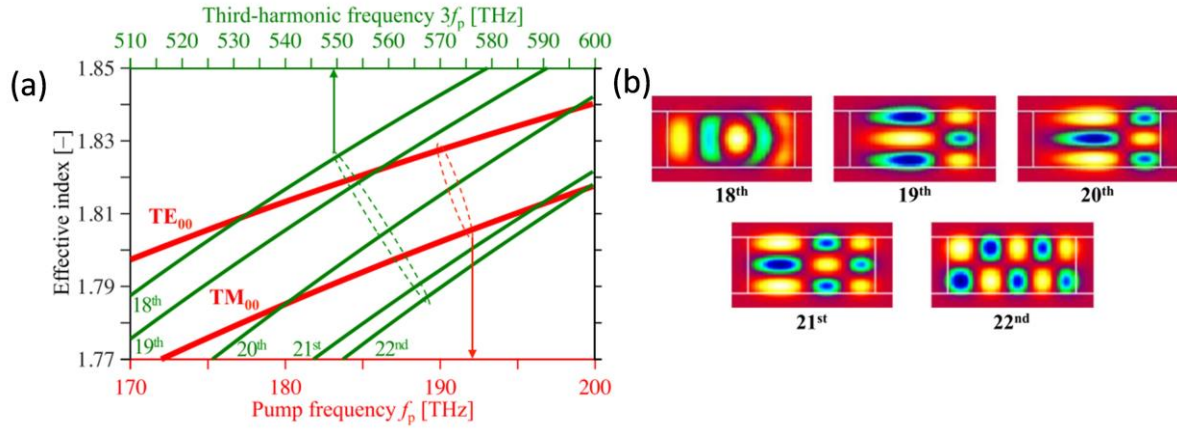 Third-harmonic frequency 3fp [THz]
510 520 530 540 550 560 570 580 590 600
(a)
(b)
Effective index [–]
1.85
1.83
1.81
1.79
1.77
TE00
TM00
18th
19th
20th
21st
22nd
170 180 190 200
Pump frequency fp [THz]
18th
19th
20th
21st
22nd